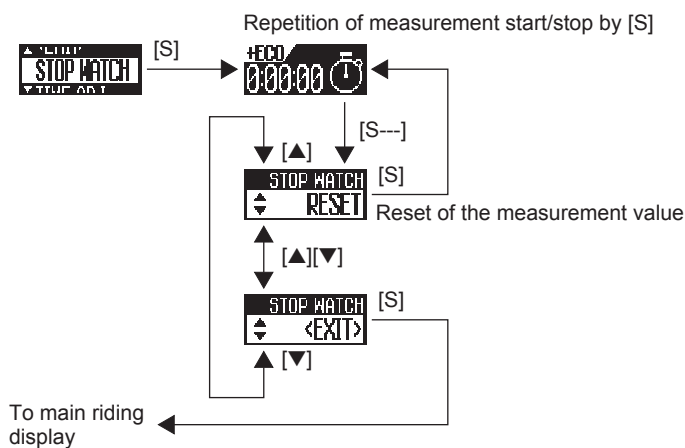 Repetition of measurement start/stop by [S]
[S]
STOP WATCH
+ECO
0:00:00
[S---]
[▲]
STOP WATCH
RESET
[S]
Reset of the measurement value
[▲][▼]
STOP WATCH
<EXIT>
[S]
[▼]
To main riding
display